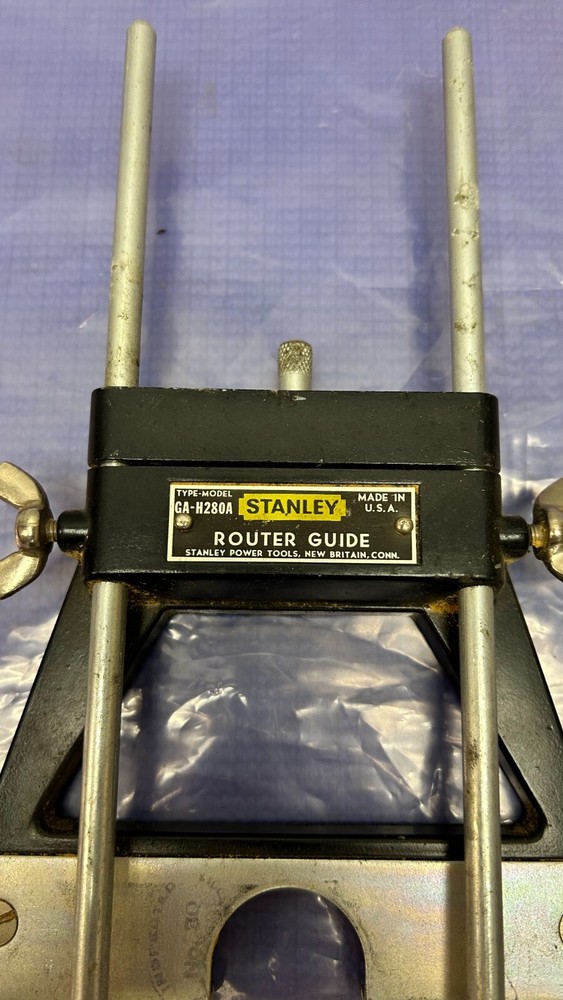 TYPE-MODEL
GA-H280A
STANLEY
MADE IN
U.S.A.
ROUTER GUIDE
STANLEY POWER TOOLS, NEW BRITAIN, CONN.